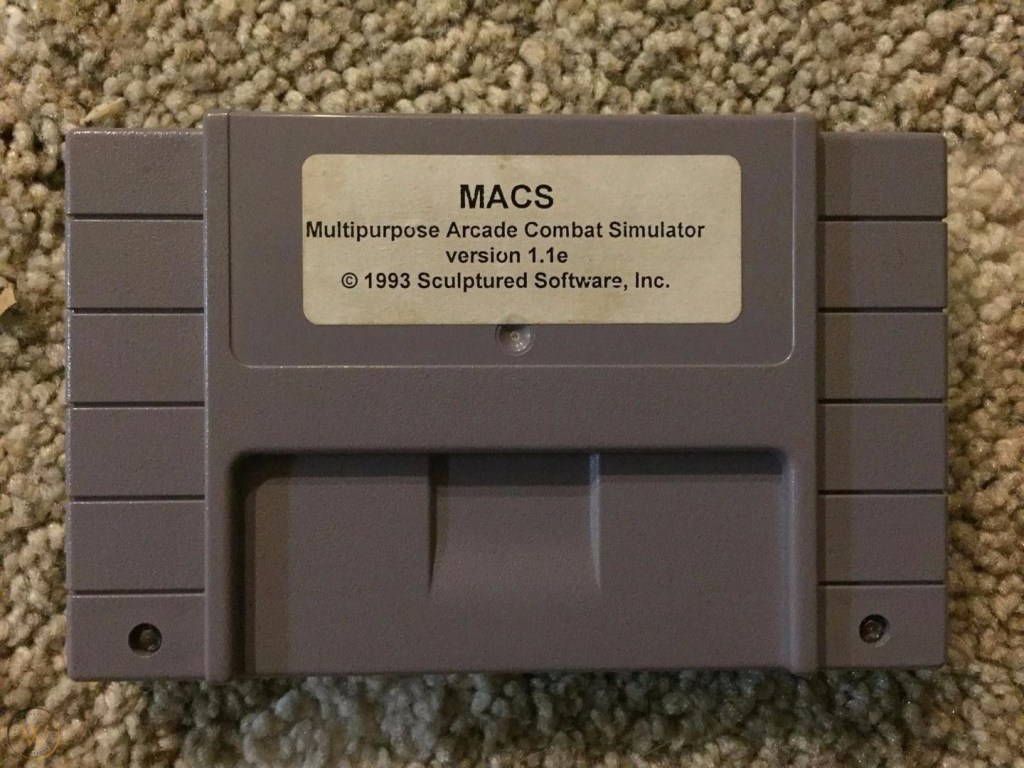 MACS
Multipurpose Arcade Combat Simulator
version 1.1e
© 1993 Sculptured Software, Inc.